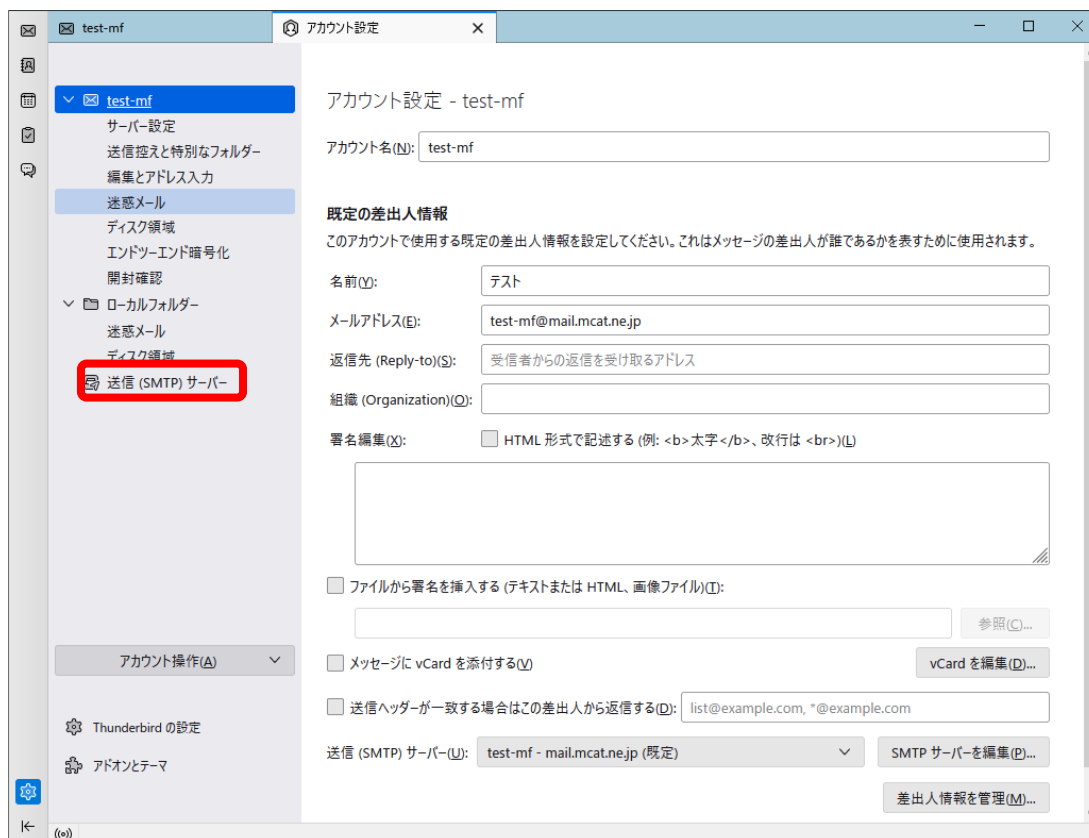 test-mf
アカウント設定
test-mf
サーバー設定
送信控えと特別なフォルダー
編集とアドレス入力
迷惑メール
ディスク領域
エンドツーエンド暗号化
開封確認
ローカルフォルダー
迷惑メール
ディスク領域
送信 (SMTP) サーバー
アカウント操作(A)
Thunderbird の設定
アドオンとテーマ
アカウント設定 - test-mf
アカウント名(N): test-mf
既定の差出人情報
このアカウントで使用する既定の差出人情報を設定してください。これはメッセージの差出人が誰であるかを表すために使用されます。
名前(Y): テスト
メールアドレス(E): test-mf@mail.mcat.ne.jp
返信先 (Reply-to)(S): 受信者からの返信を受け取るアドレス
組織 (Organization)(O):
署名編集(X): HTML 形式で記述する (例: <b>太字</b>、改行は <br>)(L)
ファイルから署名を挿入する (テキストまたは HTML、画像ファイル)(T):
参照(C)...
メッセージに vCard を添付する(V) vCard を編集(D)...
送信ヘッダーが一致する場合はこの差出人から返信する(D): list@example.com, *@example.com
送信 (SMTP) サーバー(U): test-mf - mail.mcat.ne.jp (既定) SMTP サーバーを編集(P)...
差出人情報を管理(M)...